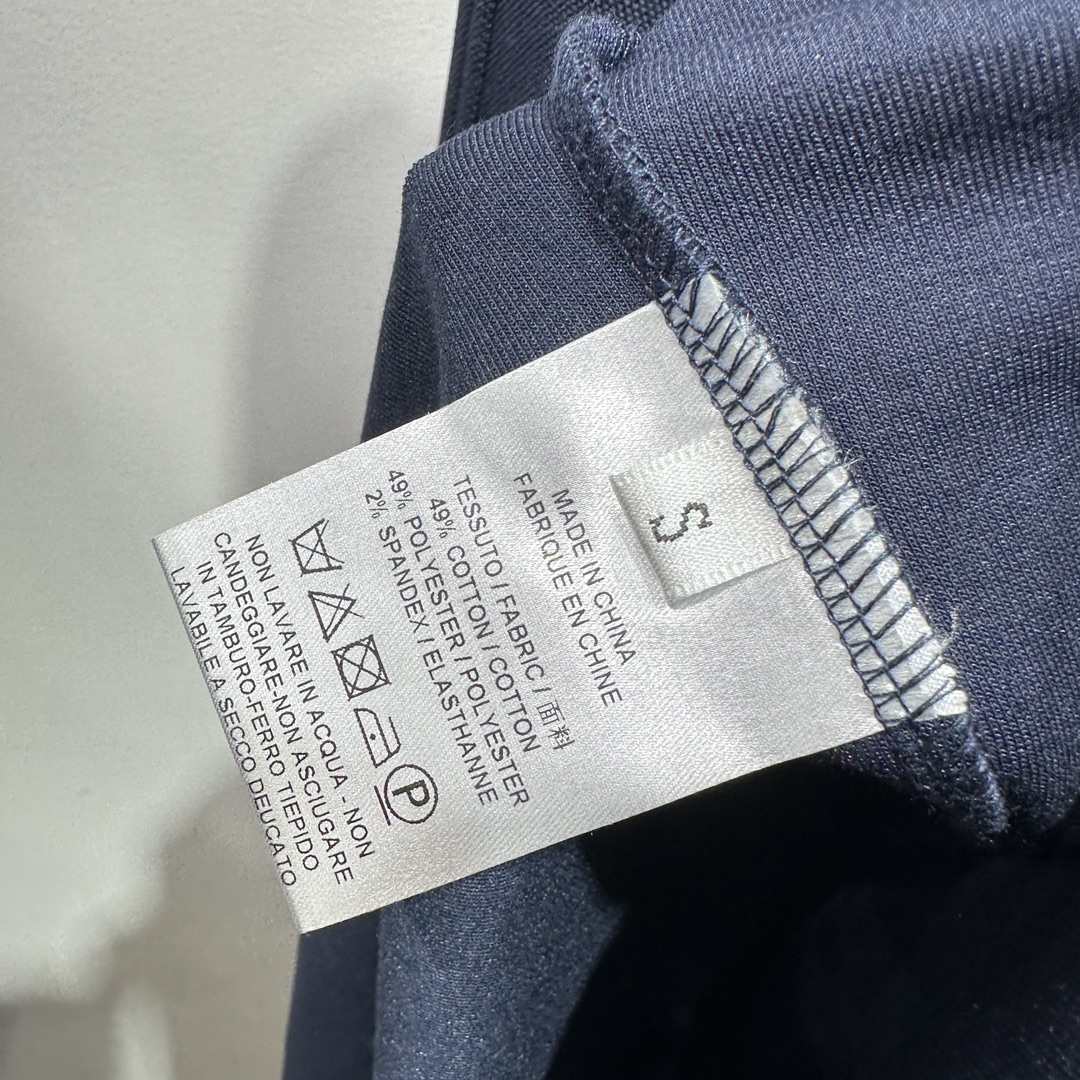 S
MADE IN CHINA
FABRIQUE EN CHINE
TESSUTO / FABRIC / 面料
49% COTTON / COTTON
49% POLYESTER / POLYESTER
2% SPANDEX / ELASTHANNE
P
NON LAVARE IN ACQUA - NON
CANDEGGIARE-NON ASCIUGARE
IN TAMBURO-FERRO TIEPIDO
LAVABILE A SECCO DEUCATO